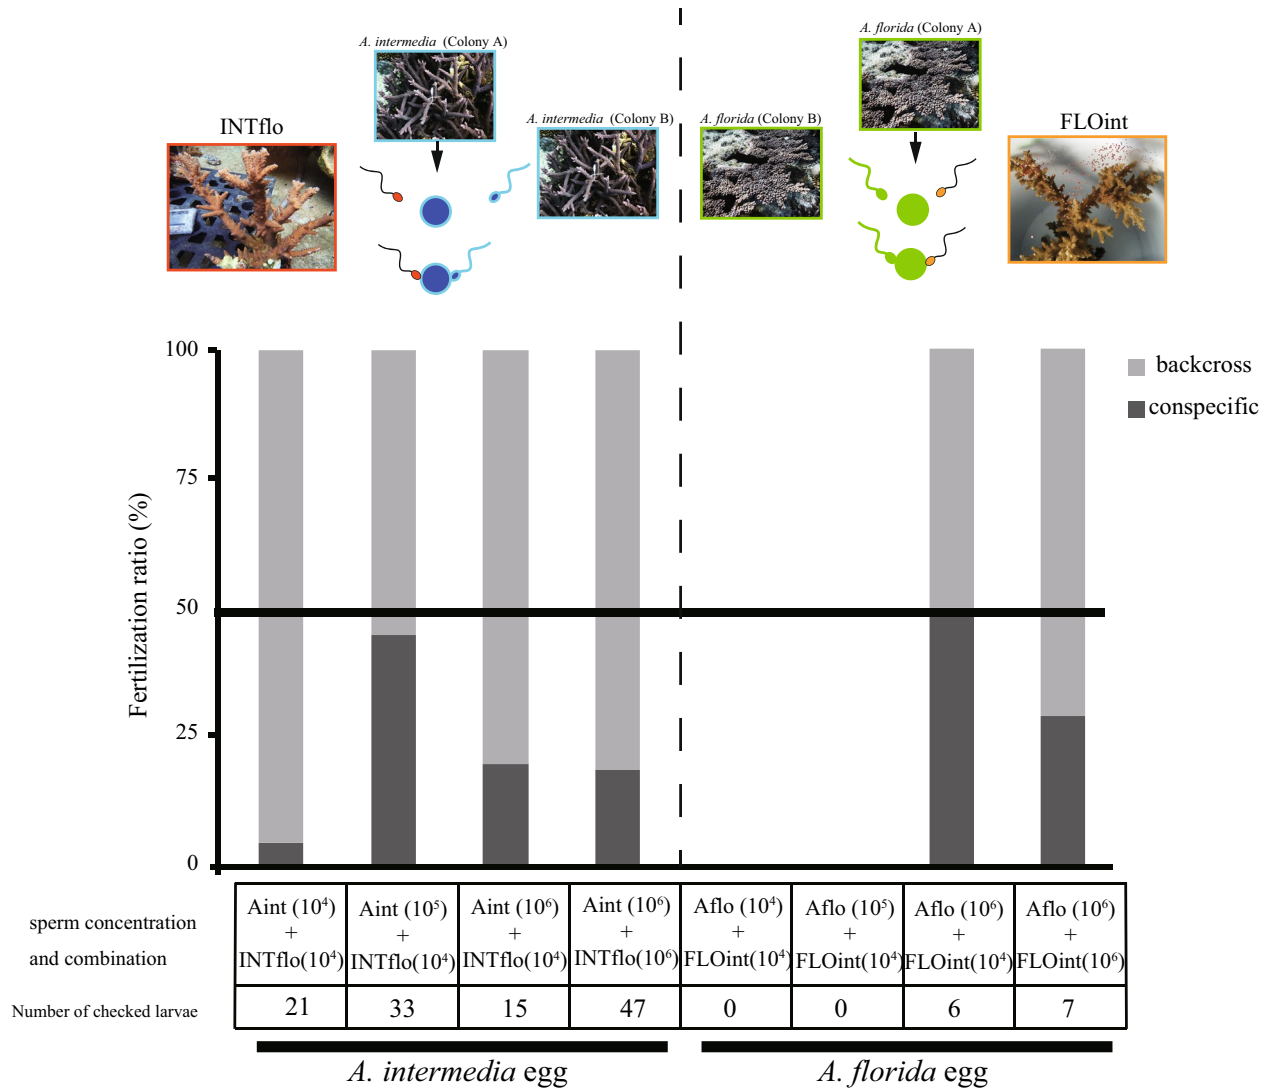 A. intermedia (Colony A)
A. florida (Colony A)
INTflo
A. intermedia (Colony B)
A. florida (Colony B)
FLOint
100
75
50
25
0
Fertilization ratio (%)
backcross
conspecific
sperm concentration
and combination
Aint (10⁴)
+
INTflo(10⁴)
Aint (10⁵)
+
INTflo(10⁴)
Aint (10⁶)
+
INTflo(10⁴)
Aint (10⁶)
+
INTflo(10⁶)
Aflo (10⁴)
+
FLOint(10⁴)
Aflo (10⁵)
+
FLOint(10⁴)
Aflo (10⁶)
+
FLOint(10⁴)
Aflo (10⁶)
+
FLOint(10⁶)
Number of checked larvae
21
33
15
47
0
0
6
7
A. intermedia egg
A. florida egg